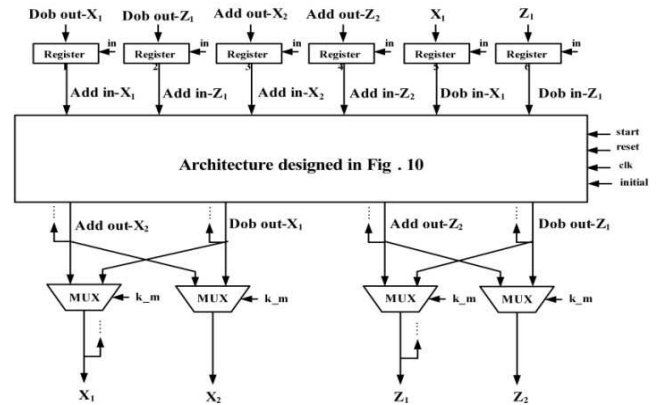 Dob out-X₁ Dob out-Z₁ Add out-X₂ Add out-Z₂ X₁ Z₁
Register in Register in Register in Register in Register in Register in
1 2 3 4 5 6
Add in-X₁ Add in-Z₁ Add in-X₂ Add in-Z₂ Dob in-X₁ Dob in-Z₁
start
reset
Architecture designed in Fig . 10
clk
initial
Add out-X₂ Dob out-X₁ Add out-Z₂ Dob out-Z₁
MUX k_m MUX k_m MUX k_m MUX k_m
X₁ X₂ Z₁ Z₂